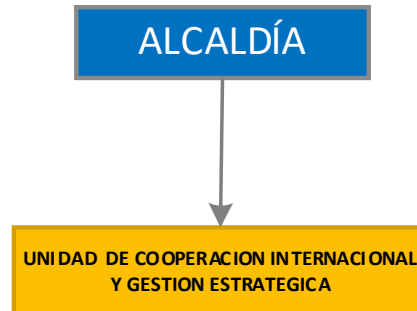 ALCALDÍA
UNIDAD DE COOPERACION INTERNACIONAL
Y GESTION ESTRATEGICA